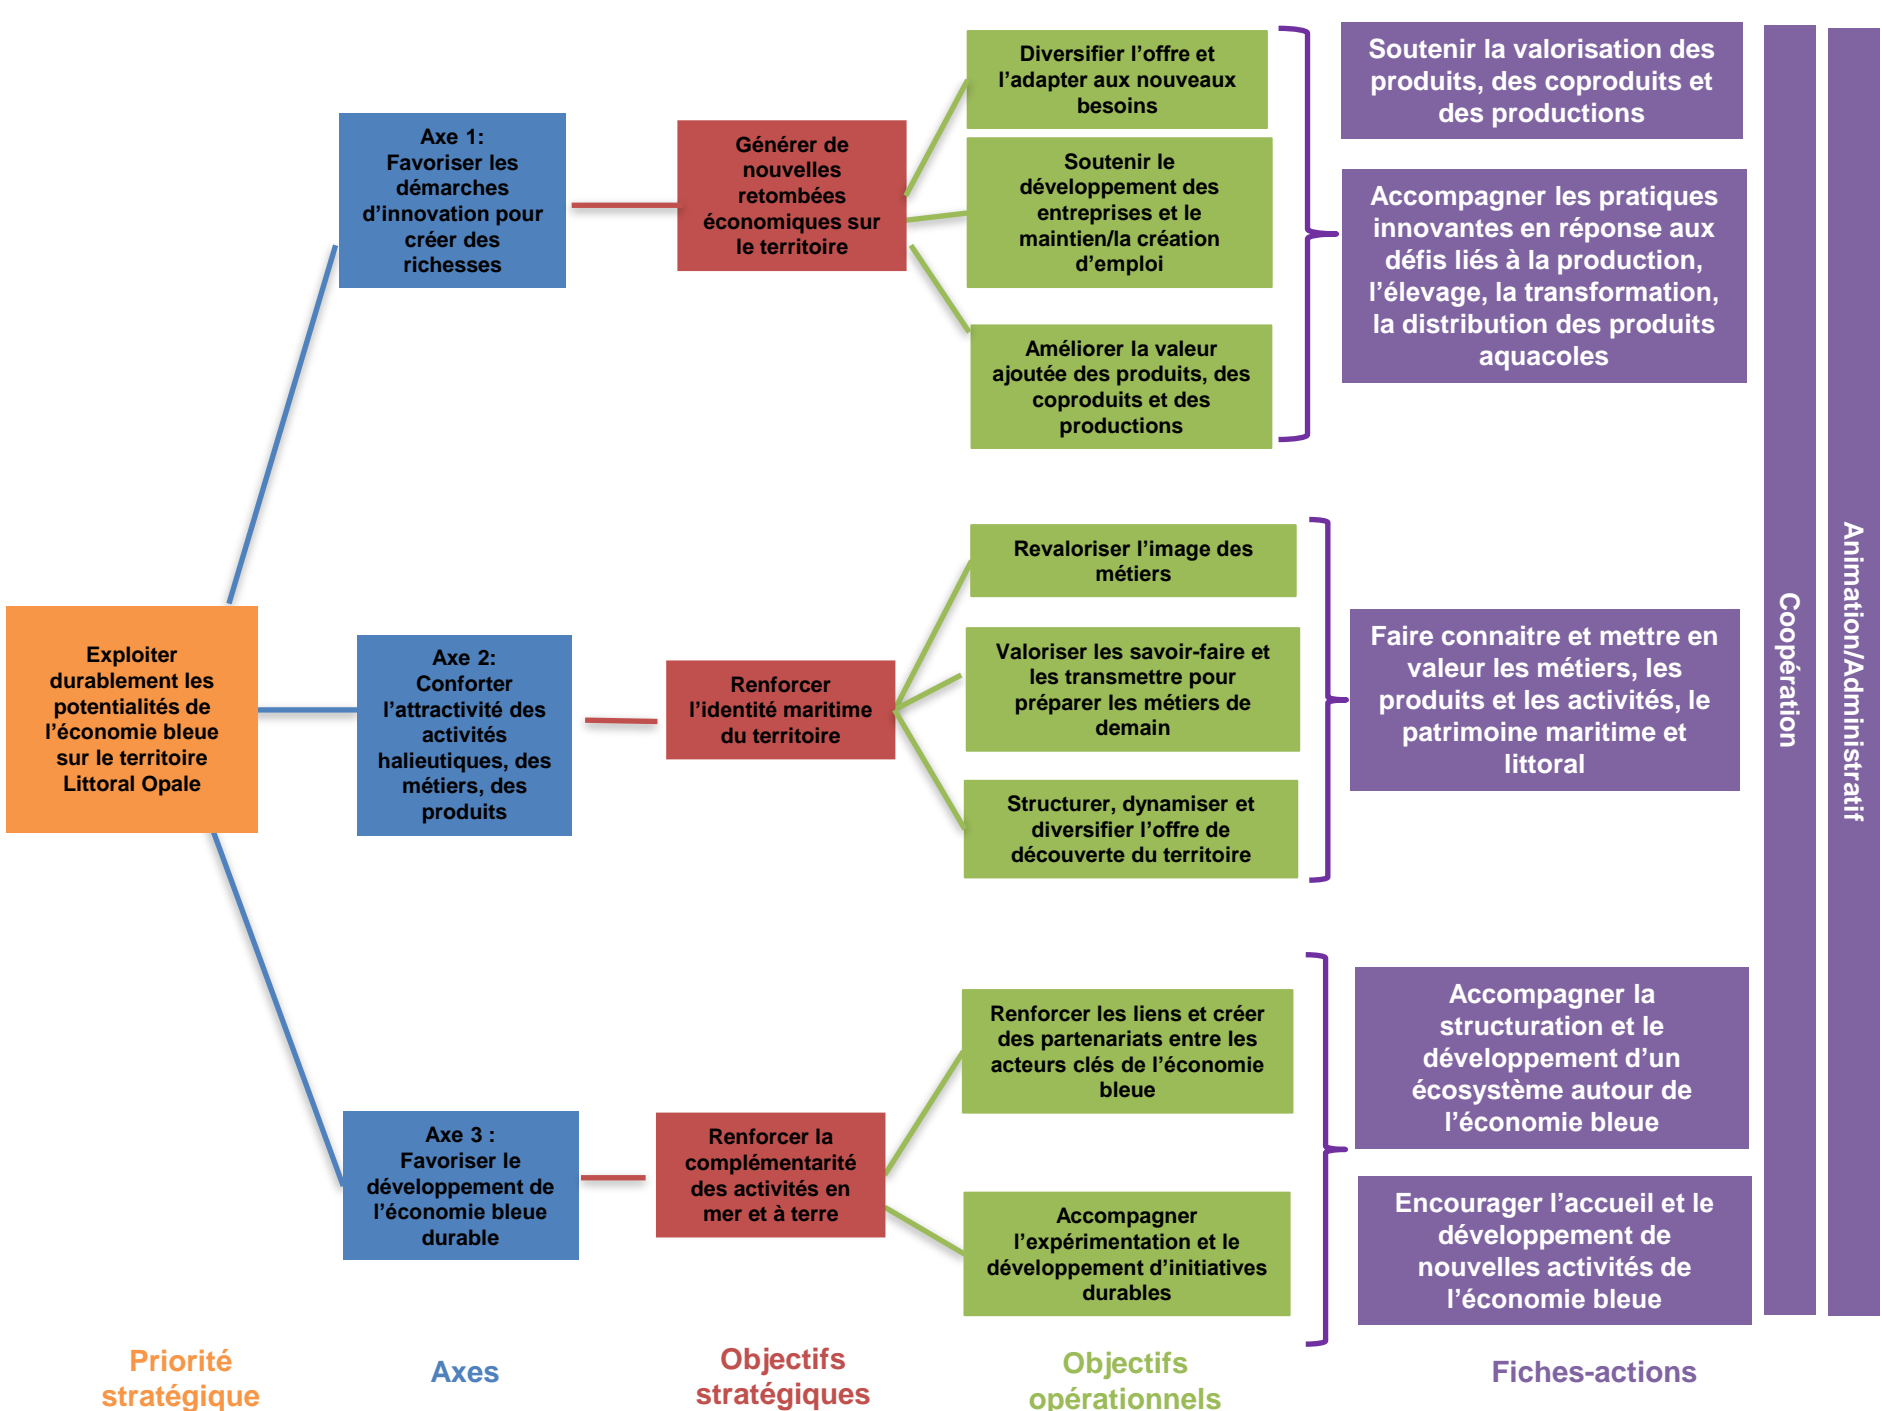 Exploiter
durablement les
potentialités de
l’économie bleue
sur le territoire
Littoral Opale
Axe 1:
Favoriser les
démarches
d’innovation pour
créer des
richesses
Générer de
nouvelles
retombées
économiques sur
le territoire
Diversifier l’offre et
l’adapter aux nouveaux
besoins
Soutenir le
développement des
entreprises et le
maintien/la création
d’emploi
Améliorer la valeur
ajoutée des produits, des
coproduits et des
productions
Soutenir la valorisation des
produits, des coproduits et
des productions
Accompagner les pratiques
innovantes en réponse aux
défis liés à la production,
l’élevage, la transformation,
la distribution des produits
aquacoles
Axe 2:
Conforter
l’attractivité des
activités
halieutiques, des
métiers, des
produits
Renforcer
l’identité maritime
du territoire
Revaloriser l’image des
métiers
Valoriser les savoir-faire et
les transmettre pour
préparer les métiers de
demain
Structurer, dynamiser et
diversifier l’offre de
découverte du territoire
Faire connaitre et mettre en
valeur les métiers, les
produits et les activités, le
patrimoine maritime et
littoral
Axe 3 :
Favoriser le
développement de
l’économie bleue
durable
Renforcer la
complémentarité
des activités en
mer et à terre
Renforcer les liens et créer
des partenariats entre les
acteurs clés de l’économie
bleue
Accompagner
l’expérimentation et le
développement d’initiatives
durables
Accompagner la
structuration et le
développement d’un
écosystème autour de
l’économie bleue
Encourager l’accueil et le
développement de
nouvelles activités de
l’économie bleue
Coopération
Animation/Administratif
Priorité
stratégique
Axes
Objectifs
stratégiques
Objectifs
opérationnels
Fiches-actions